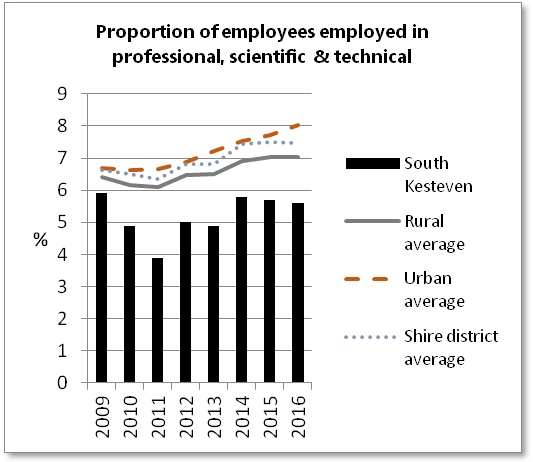 Proportion of employees employed in
professional, scientific & technical
9
8
7
6
5
4
3
2
1
0
%
2009
2010
2011
2012
2013
2014
2015
2016
South
Kesteven
Rural
average
Urban
average
Shire district
average